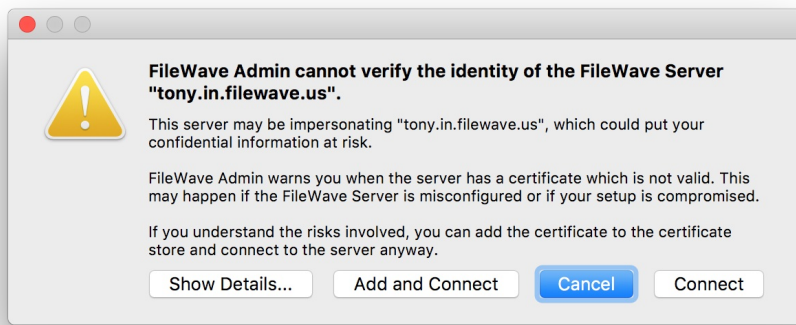 FileWave Admin cannot verify the identity of the FileWave Server
"tony.in.filewave.us".
This server may be impersonating "tony.in.filewave.us", which could put your
confidential information at risk.
FileWave Admin warns you when the server has a certificate which is not valid. This
may happen if the FileWave Server is misconfigured or if your setup is compromised.
If you understand the risks involved, you can add the certificate to the certificate
store and connect to the server anyway.
Show Details... Add and Connect Cancel Connect